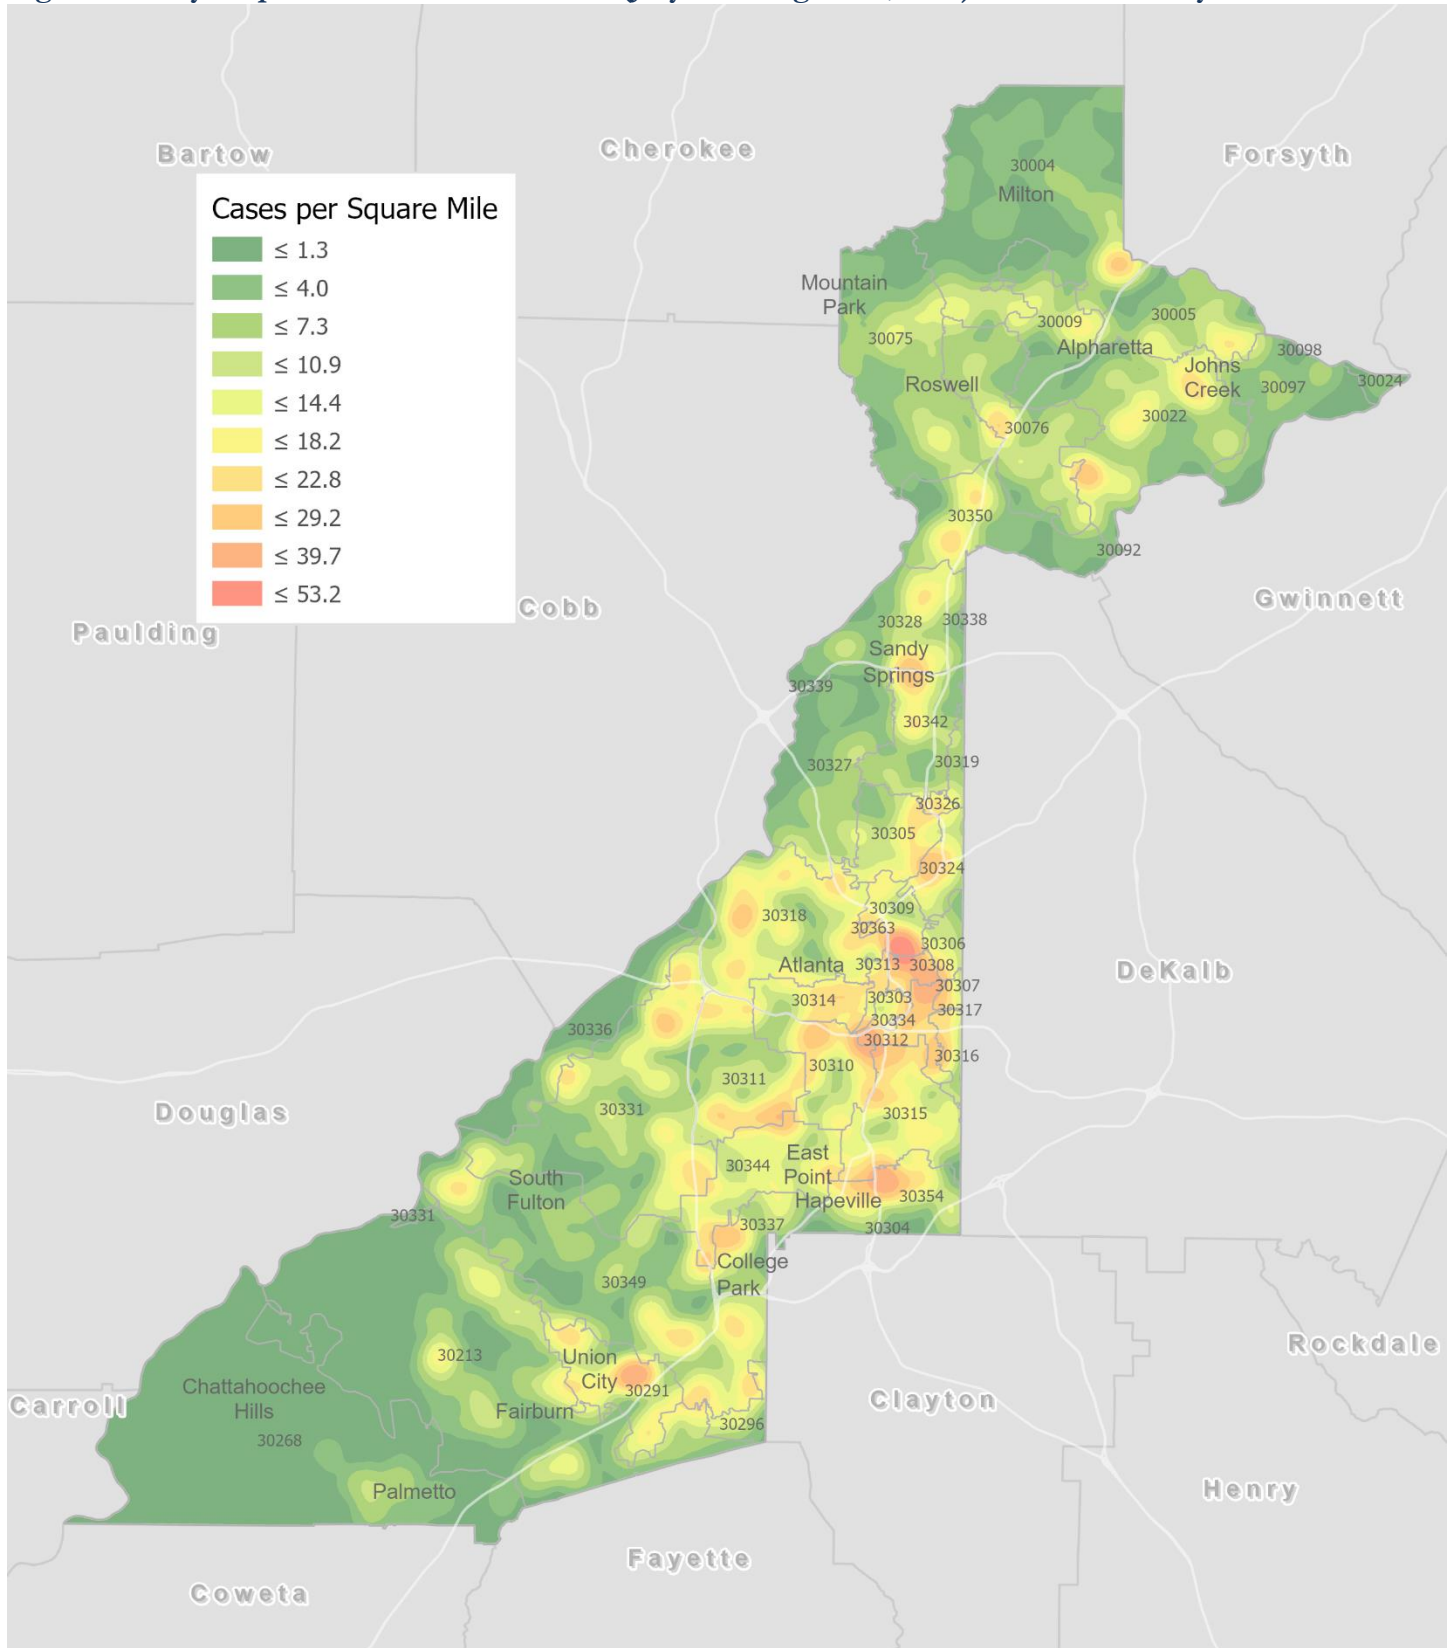 Bartow
Cherokee
Forsyth
Cases per Square Mile
≤ 1.3
≤ 4.0
≤ 7.3
≤ 10.9
≤ 14.4
≤ 18.2
≤ 22.8
≤ 29.2
≤ 39.7
≤ 53.2
30004
Milton
Mountain
Park
30075
30009
30005
Alpharetta
30098
Johns
Creek
30097
30024
Roswell
30022
30076
30350
30092
Paulding
Cobb
Gwinnett
30328
30338
Sandy
Springs
30339
30342
30327
30319
30326
30305
30324
30318
30309
30363
30306
Atlanta
30313
30308
DeKalb
30307
30314
30303
30317
30334
30336
30312
30316
30311
30310
Douglas
30331
30315
30344
East
Point
South
Fulton
Hapeville
30354
30331
30337
30304
College
Park
30349
Rockdale
30213
Union
City
30291
Chattahoochee
Hills
Carroll
Fairburn
Clayton
30296
30268
Palmetto
Henry
Fayette
Coweta